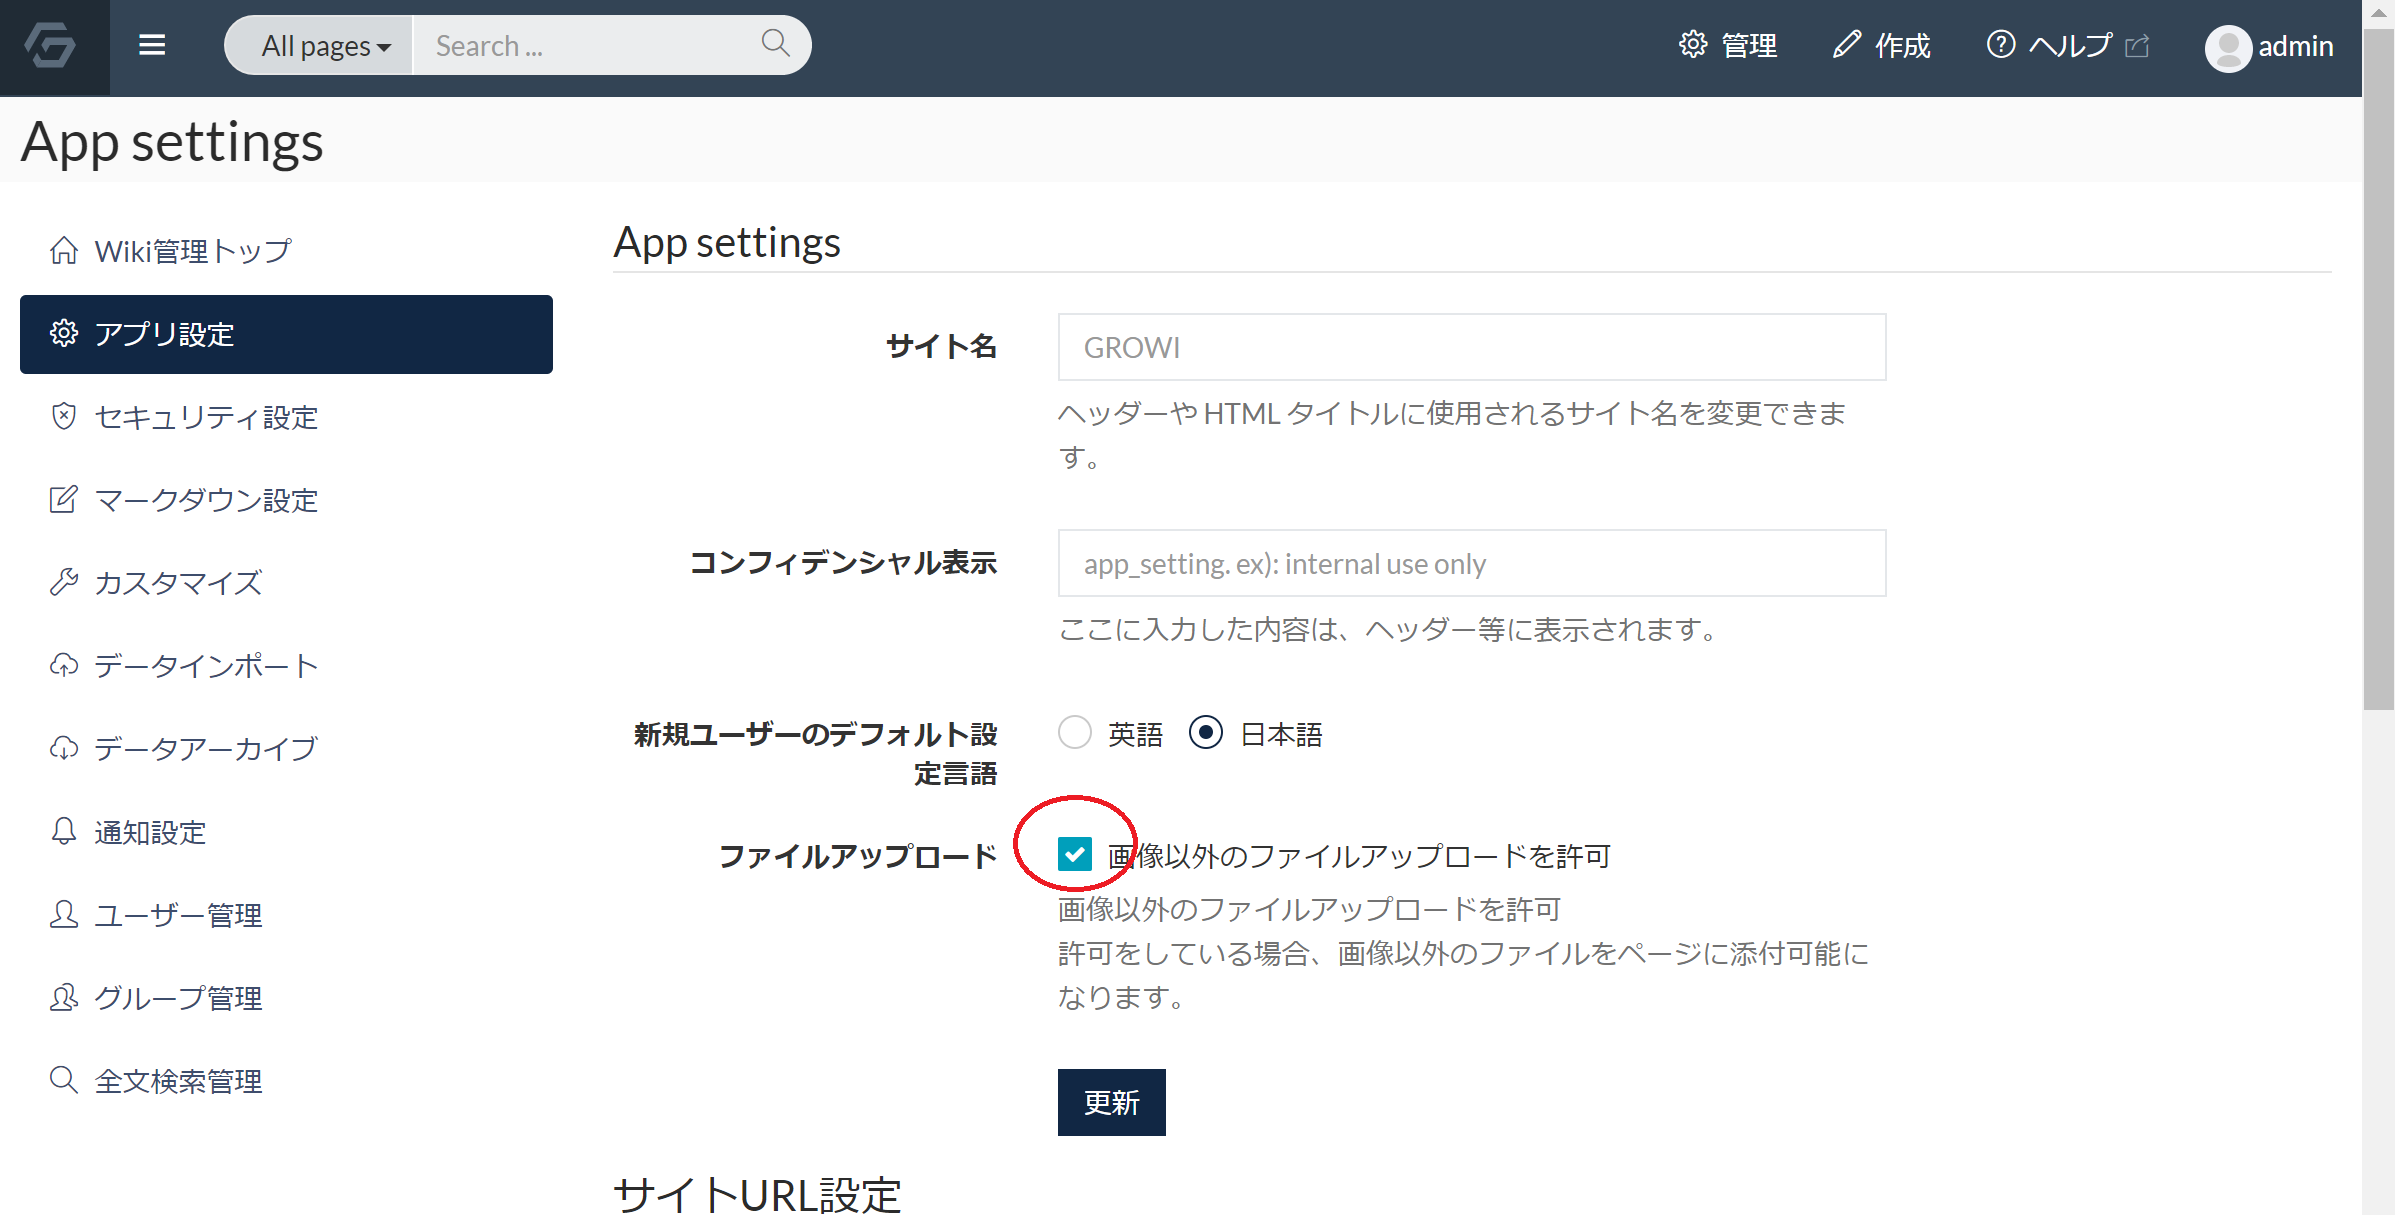 All pages
Search ...
管理
作成
ヘルプ
admin
App settings
Wiki管理トップ
アプリ設定
セキュリティ設定
マークダウン設定
カスタマイズ
データインポート
データアーカイブ
通知設定
ユーザー管理
グループ管理
全文検索管理
App settings
サイト名
GROWI
ヘッダーや HTML タイトルに使用されるサイト名を変更できま
す。
コンフィデンシャル表示
app_setting. ex): internal use only
ここに入力した内容は、ヘッダー等に表示されます。
新規ユーザーのデフォルト設
定言語
英語
日本語
ファイルアップロード
画像以外のファイルアップロードを許可
画像以外のファイルアップロードを許可
許可をしている場合、画像以外のファイルをページに添付可能に
なります。
更新
サイトURL設定